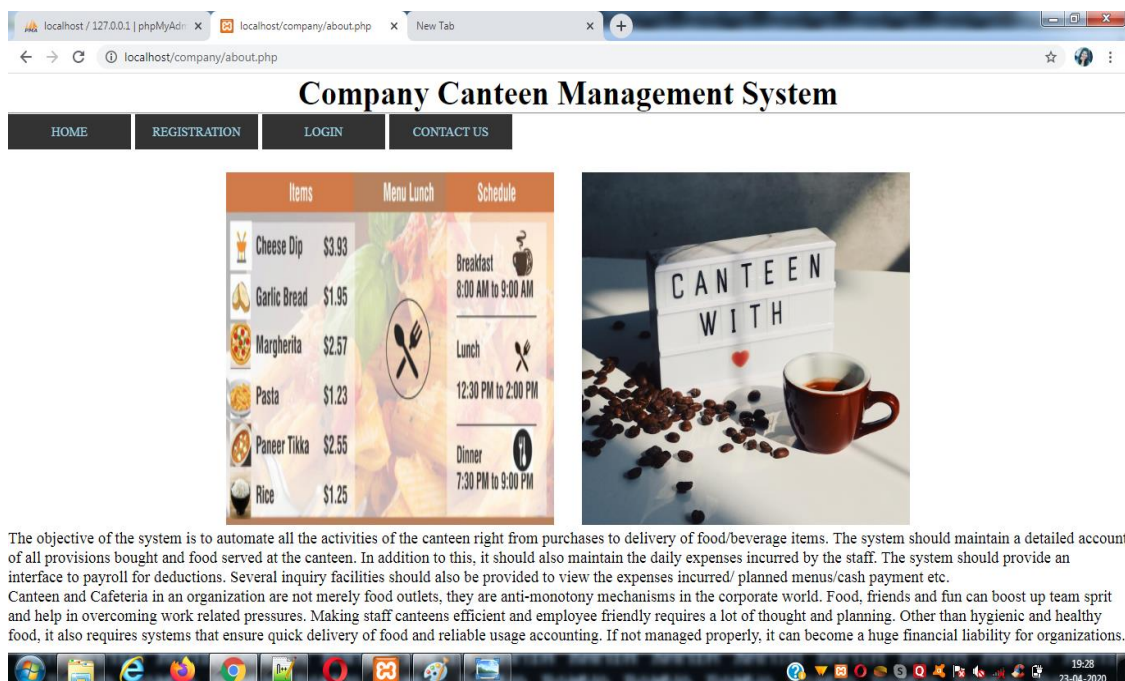 localhost / 127.0.0.1 | phpMyAdm
localhost/company/about.php
New Tab
localhost/company/about.php
Company Canteen Management System
HOME
REGISTRATION
LOGIN
CONTACT US
Items
Menu Lunch
Schedule
Cheese Dip $3.93
Garlic Bread $1.95
Margherita $2.57
Pasta $1.23
Paneer Tikka $2.55
Rice $1.25
Breakfast
8:00 AM to 9:00 AM
Lunch
12:30 PM to 2:00 PM
Dinner
7:30 PM to 9:00 PM
CANTEEN
WITH
The objective of the system is to automate all the activities of the canteen right from purchases to delivery of food/beverage items. The system should maintain a detailed account
of all provisions bought and food served at the canteen. In addition to this, it should also maintain the daily expenses incurred by the staff. The system should provide an
interface to payroll for deductions. Several inquiry facilities should also be provided to view the expenses incurred/ planned menus/cash payment etc.
Canteen and Cafeteria in an organization are not merely food outlets, they are anti-monotony mechanisms in the corporate world. Food, friends and fun can boost up team sprit
and help in overcoming work related pressures. Making staff canteens efficient and employee friendly requires a lot of thought and planning. Other than hygienic and healthy
food, it also requires systems that ensure quick delivery of food and reliable usage accounting. If not managed properly, it can become a huge financial liability for organizations.
19:28
23-04-2020